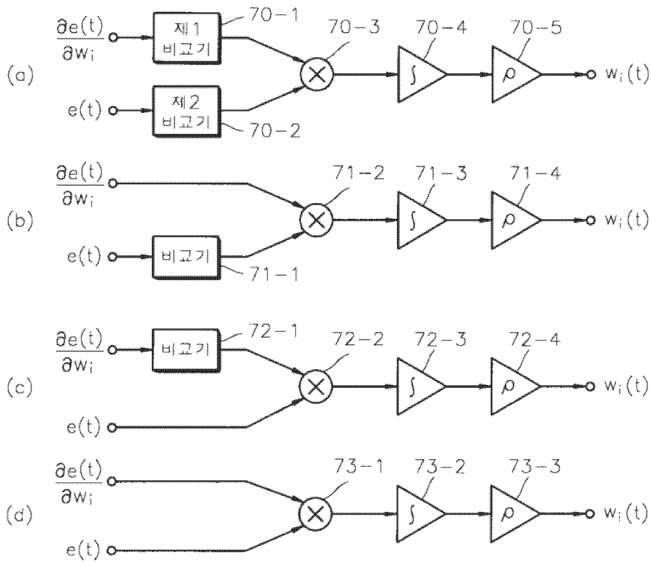 (a)
∂e(t)
∂wᵢ
제1
비교기
70-1
70-3
70-4
70-5
wᵢ(t)
e(t)
제2
비교기
70-2
(b)
∂e(t)
∂wᵢ
71-2
71-3
71-4
∫
ρ
wᵢ(t)
e(t)
비교기
71-1
(c)
∂e(t)
∂wᵢ
비교기
72-1
72-2
72-3
72-4
∫
ρ
wᵢ(t)
e(t)
(d)
∂e(t)
∂wᵢ
73-1
73-2
73-3
∫
ρ
wᵢ(t)
e(t)